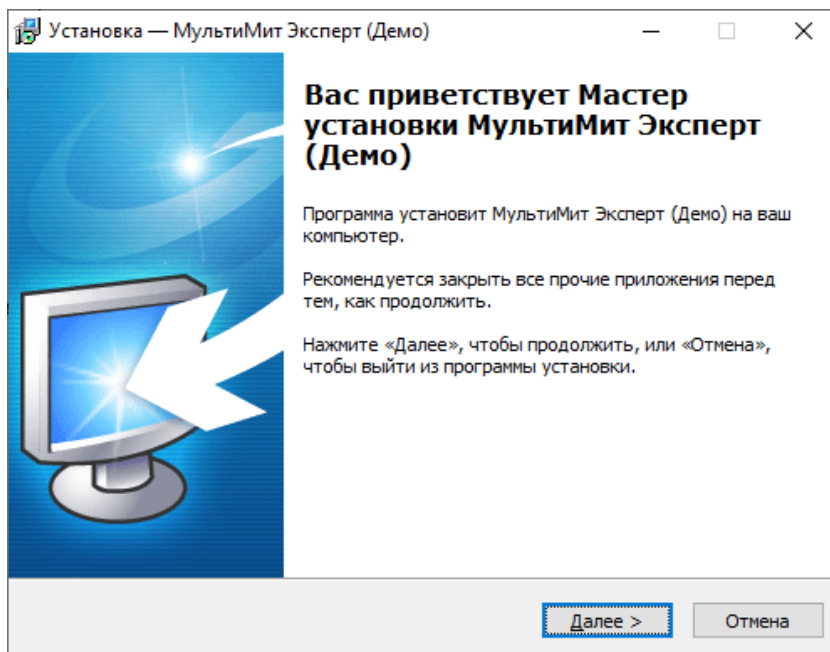 Установка — МультиМит Эксперт (Демо)
Вас приветствует Мастер
установки МультиМит Эксперт
(Демо)
Программа установит МультиМит Эксперт (Демо) на ваш
компьютер.
Рекомендуется закрыть все прочие приложения перед
тем, как продолжить.
Нажмите «Далее», чтобы продолжить, или «Отмена»,
чтобы выйти из программы установки.
Далее >
Отмена